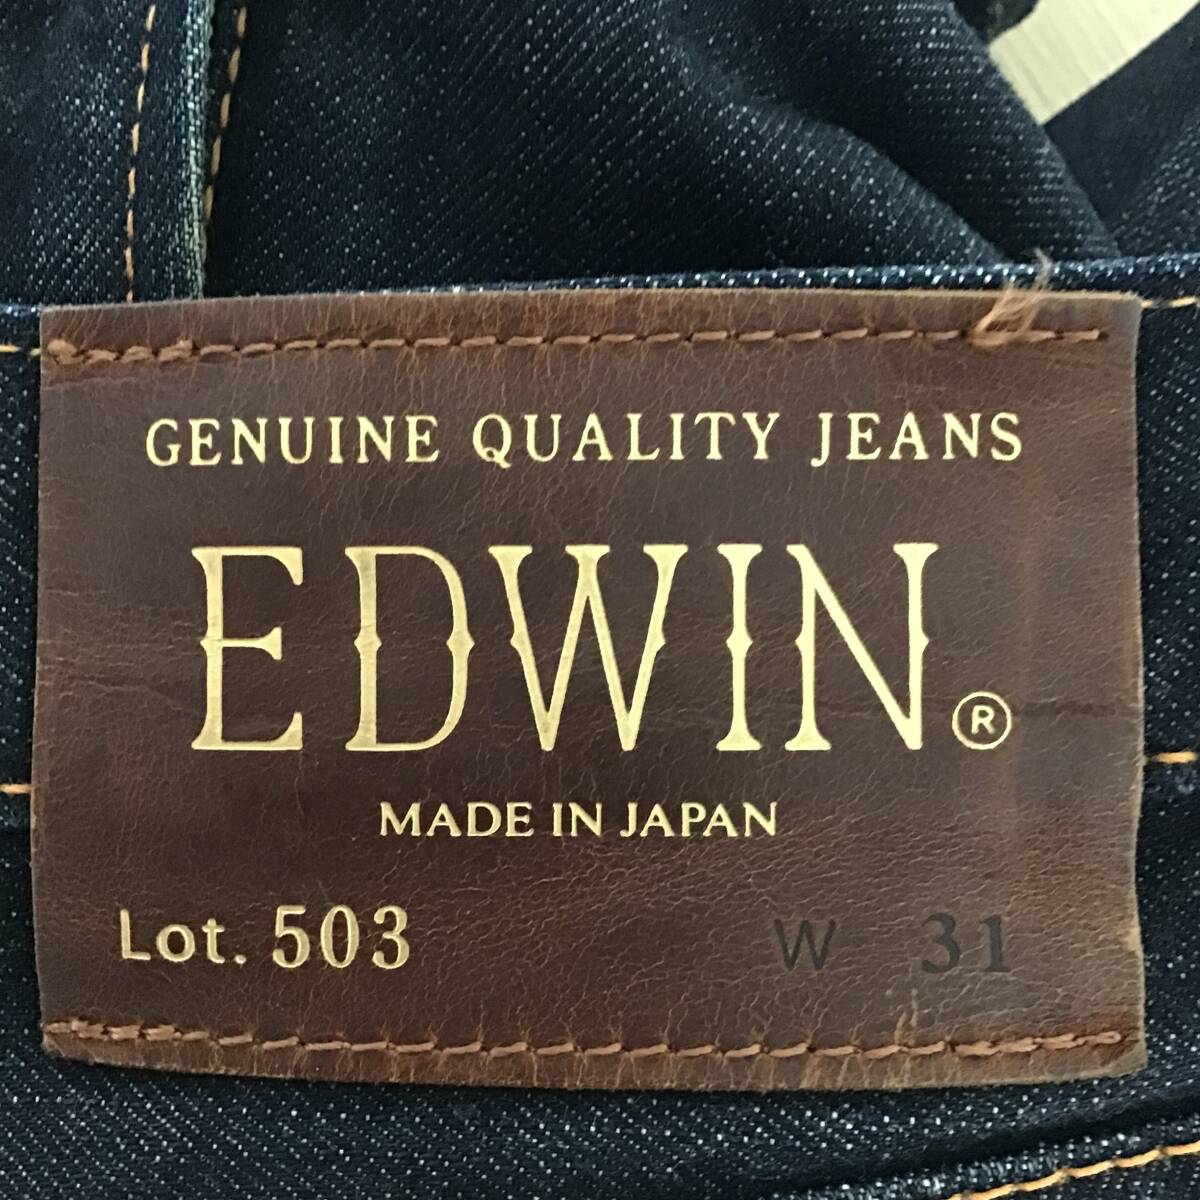 GENUINE QUALITY JEANS
EDWIN®
MADE IN JAPAN
Lot. 503 W 31